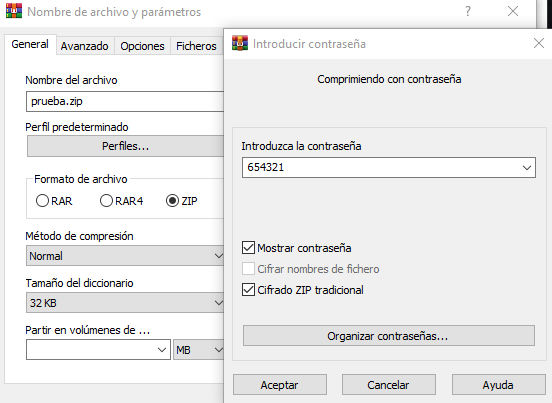 Nombre de archivo y parámetros
General Avanzado Opciones Ficheros
Nombre del archivo
prueba.zip
Perfil predeterminado
Perfiles...
Formato de archivo
RAR RAR4 ZIP
Método de compresión
Normal
Tamaño del diccionario
32 KB
Partir en volúmenes de ...
MB
Introducir contraseña
Comprimiendo con contraseña
Introduzca la contraseña
654321
Mostrar contraseña
Cifrar nombres de fichero
Cifrado ZIP tradicional
Organizar contraseñas...
Aceptar Cancelar Ayuda